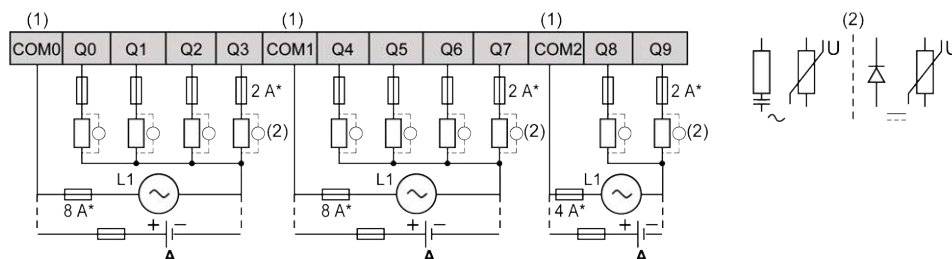 (1) (1) (1) (2)
COM0 Q0 Q1 Q2 Q3 COM1 Q4 Q5 Q6 Q7 COM2 Q8 Q9
U U
2 A* 2 A* 2 A*
(2) (2) (2)
L1 L1 L1
8 A* 8 A* 4 A*
+ − + − + −
A A A